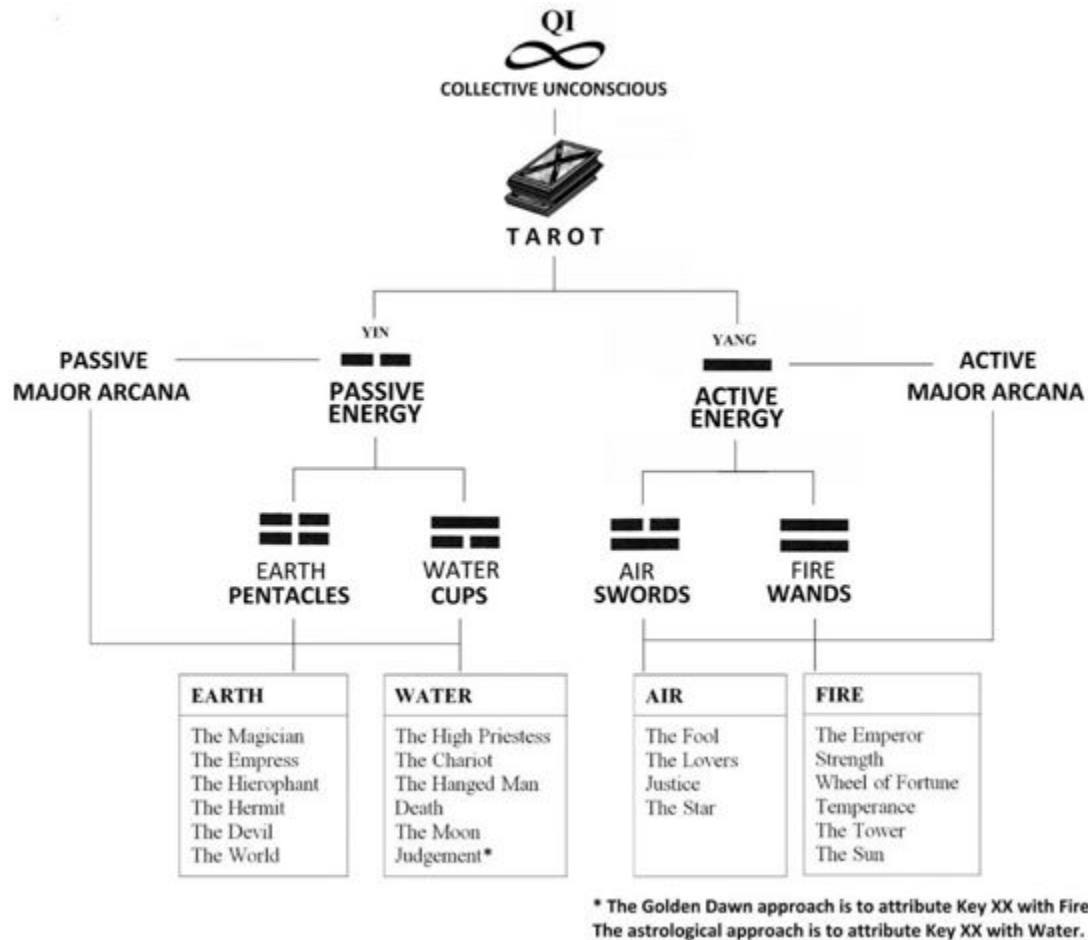 QI
COLLECTIVE UNCONSCIOUS
TAROT
YIN
YANG
PASSIVE
MAJOR ARCANA
PASSIVE
ENERGY
ACTIVE
ENERGY
ACTIVE
MAJOR ARCANA
EARTH
PENTACLES
WATER
CUPS
AIR
SWORDS
FIRE
WANDS
EARTH
The Magician
The Empress
The Hierophant
The Hermit
The Devil
The World
WATER
The High Priestess
The Chariot
The Hanged Man
Death
The Moon
Judgement*
AIR
The Fool
The Lovers
Justice
The Star
FIRE
The Emperor
Strength
Wheel of Fortune
Temperance
The Tower
The Sun
* The Golden Dawn approach is to attribute Key XX with Fire
The astrological approach is to attribute Key XX with Water.